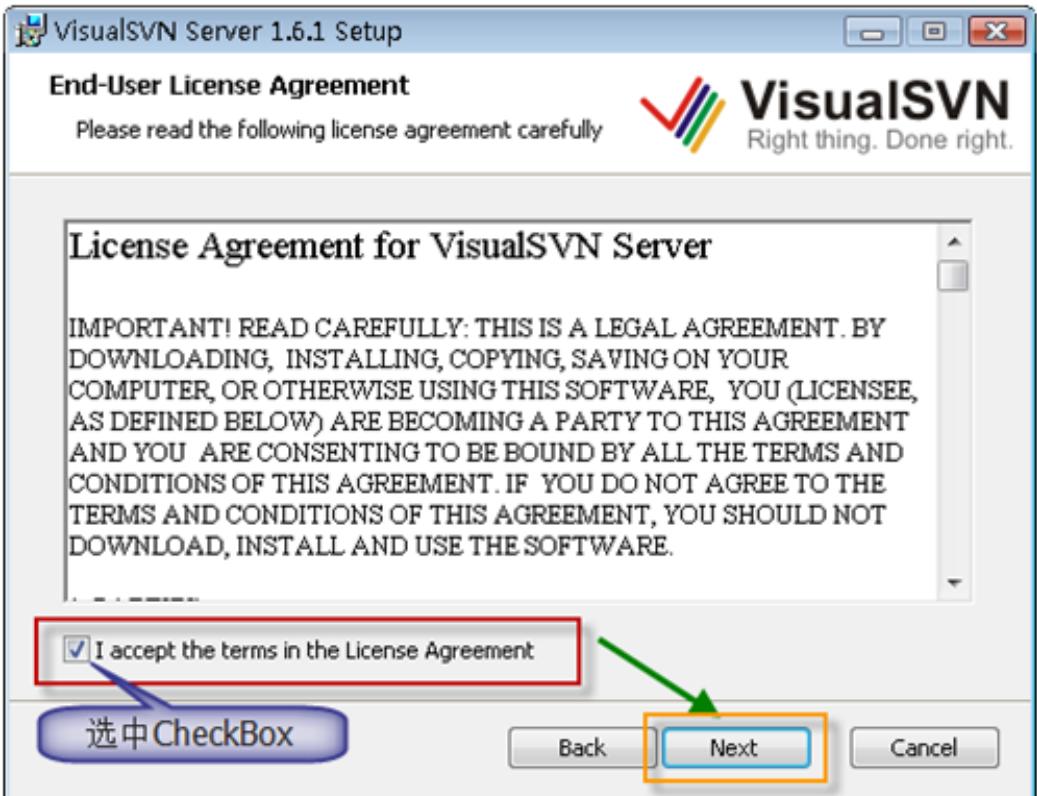 VisualSVN Server 1.6.1 Setup
End-User License Agreement
Please read the following license agreement carefully
VisualSVN
Right thing. Done right.
License Agreement for VisualSVN Server
IMPORTANT! READ CAREFULLY: THIS IS A LEGAL AGREEMENT. BY
DOWNLOADING, INSTALLING, COPYING, SAVING ON YOUR
COMPUTER, OR OTHERWISE USING THIS SOFTWARE, YOU (LICENSEE,
AS DEFINED BELOW) ARE BECOMING A PARTY TO THIS AGREEMENT
AND YOU ARE CONSENTING TO BE BOUND BY ALL THE TERMS AND
CONDITIONS OF THIS AGREEMENT. IF YOU DO NOT AGREE TO THE
TERMS AND CONDITIONS OF THIS AGREEMENT, YOU SHOULD NOT
DOWNLOAD, INSTALL AND USE THE SOFTWARE.
I accept the terms in the License Agreement
选中CheckBox
Back
Next
Cancel